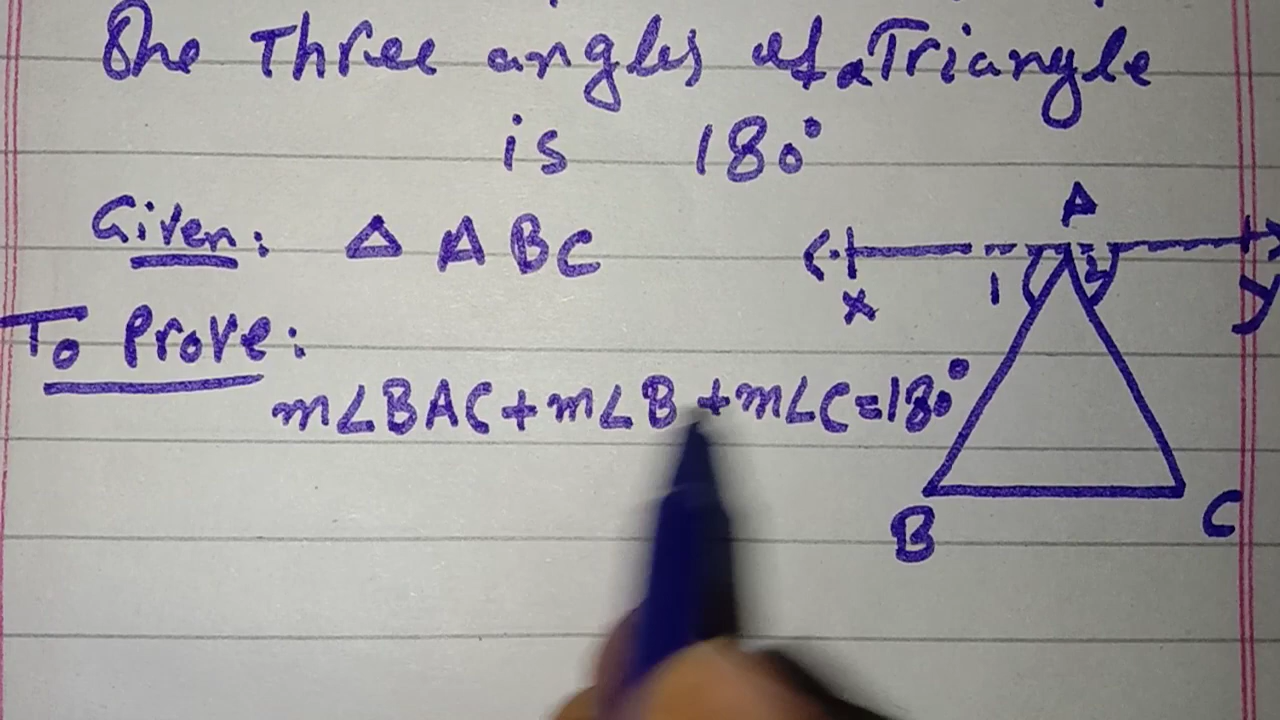 The Three angles of a Triangle
is 180°
Given: △ ABC
To Prove:
m∠BAC+m∠B+m∠C=180°
A
x
1
2
y
B
C